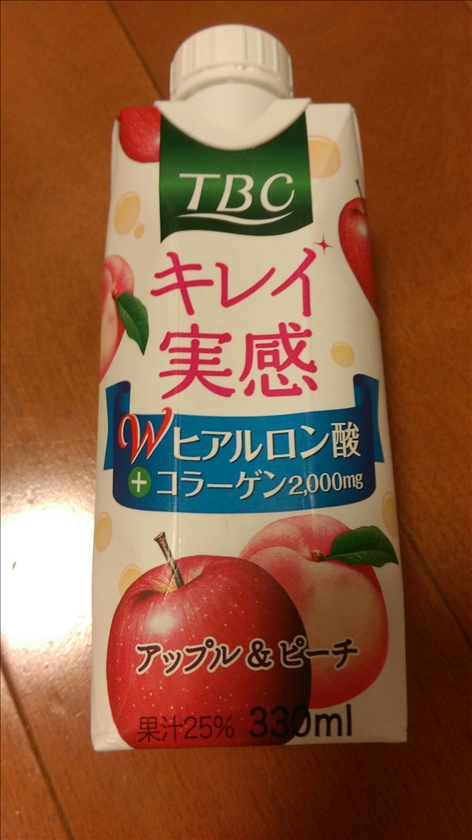 TBC
キレイ
実感
Wヒアルロン酸
+コラーゲン2,000mg
アップル&ピーチ
果汁25% 330ml